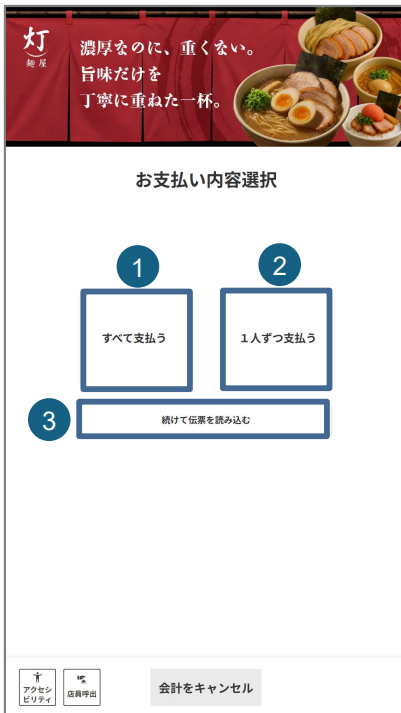 灯
麺屋
濃厚なのに、重くない。
旨味だけを
丁寧に重ねた一杯。
お支払い内容選択
1
2
すべて支払う
1人ずつ支払う
3
続けて伝票を読み込む
アクセシ
ビリティ
店員呼出
会計をキャンセル